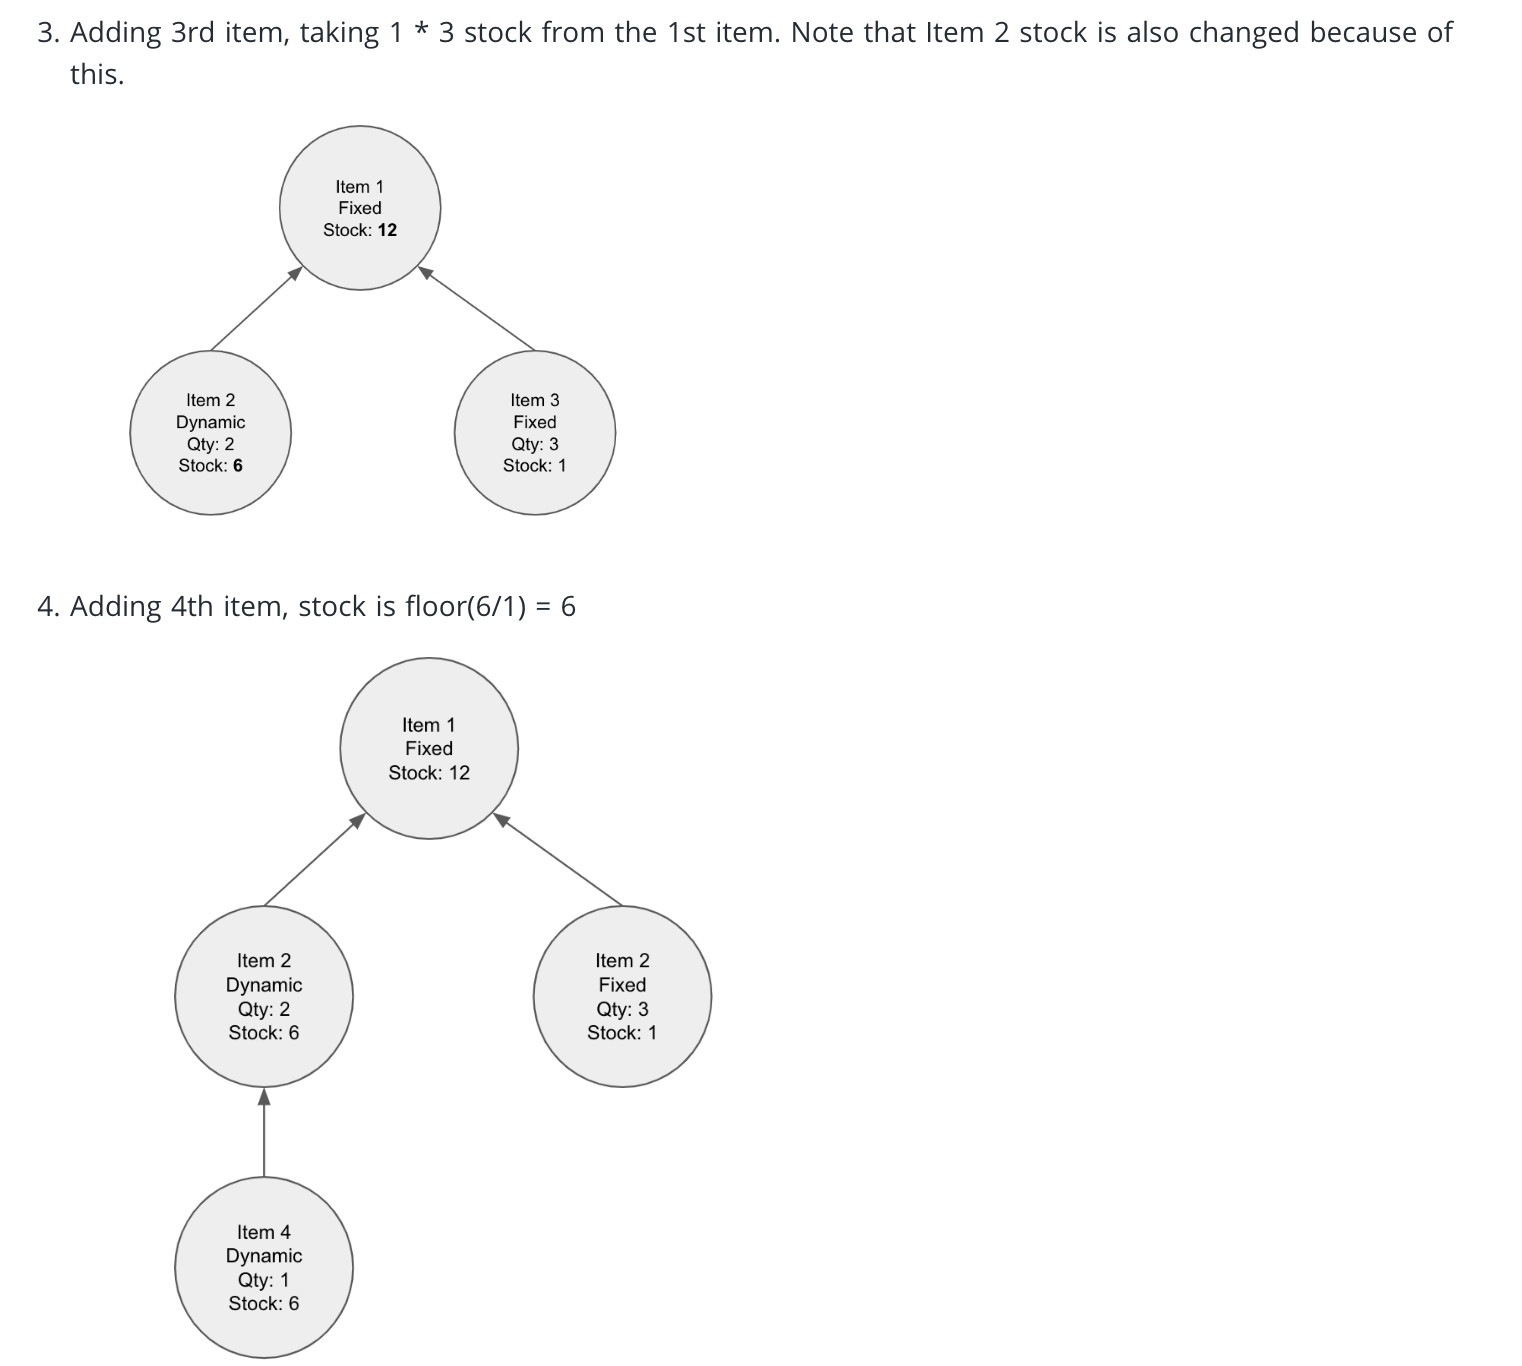 3. Adding 3rd item, taking 1 * 3 stock from the 1st item. Note that Item 2 stock is also changed because of
this.
Item 1
Fixed
Stock: 12
Item 2
Dynamic
Qty: 2
Stock: 6
Item 3
Fixed
Qty: 3
Stock: 1
4. Adding 4th item, stock is floor(6/1) = 6
Item 1
Fixed
Stock: 12
Item 2
Dynamic
Qty: 2
Stock: 6
Item 2
Fixed
Qty: 3
Stock: 1
Item 4
Dynamic
Qty: 1
Stock: 6